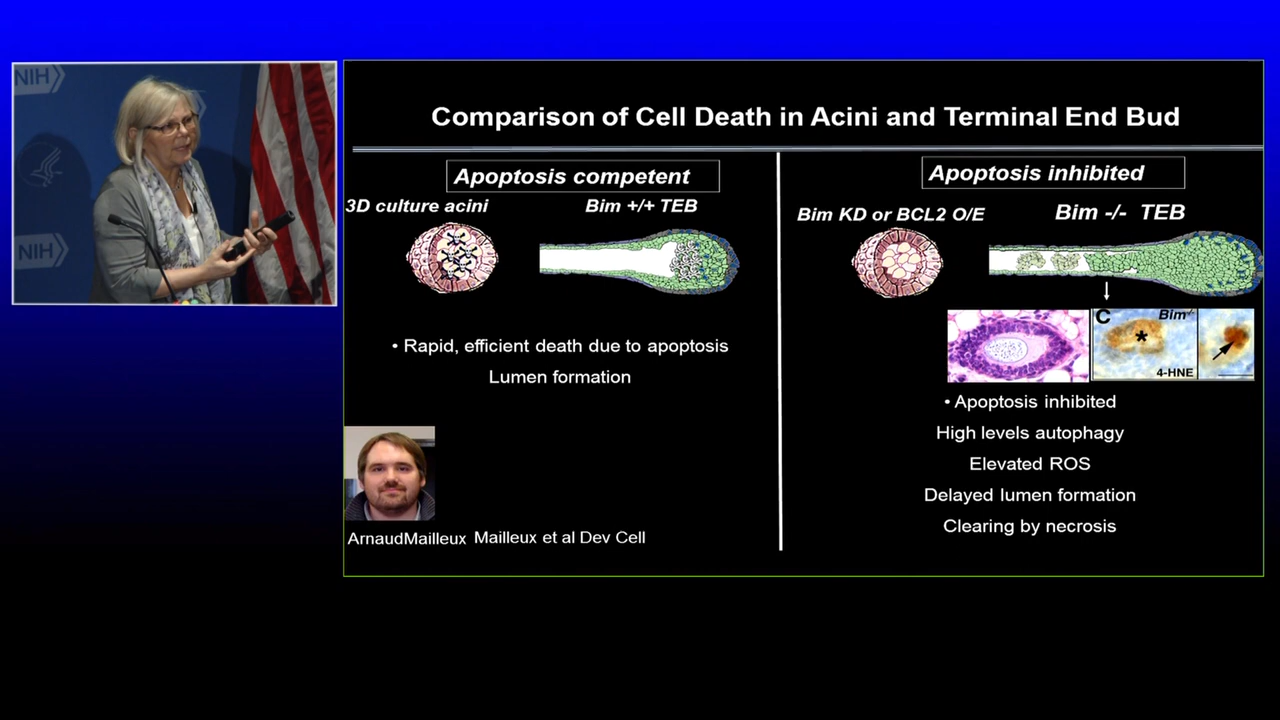 NIH
NIH
Comparison of Cell Death in Acini and Terminal End Bud
Apoptosis competent
3D culture acini
Bim +/+ TEB
• Rapid, efficient death due to apoptosis
Lumen formation
ArnaudMailleux
Mailleux et al Dev Cell
Apoptosis inhibited
Bim KD or BCL2 O/E
Bim -/- TEB
C
Bim-/-
4-HNE
• Apoptosis inhibited
High levels autophagy
Elevated ROS
Delayed lumen formation
Clearing by necrosis